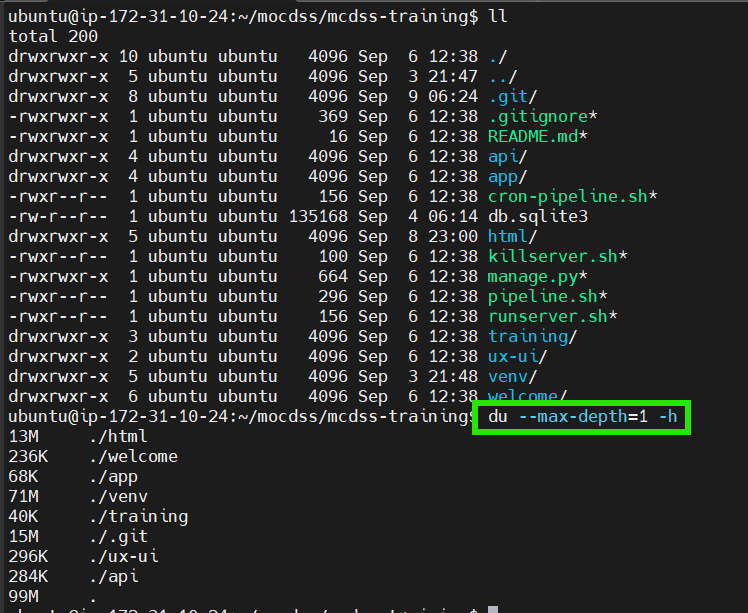 ubuntu@ip-172-31-10-24:~/mocdss/mcdss-training$ ll
total 200
drwxrwxr-x 10 ubuntu ubuntu   4096 Sep  6 12:38 ./
drwxrwxr-x  5 ubuntu ubuntu   4096 Sep  3 21:47 ../
drwxrwxr-x  8 ubuntu ubuntu   4096 Sep  9 06:24 .git/
-rwxrwxr-x  1 ubuntu ubuntu    369 Sep  6 12:38 .gitignore*
-rwxrwxr-x  1 ubuntu ubuntu     16 Sep  6 12:38 README.md*
drwxrwxr-x  4 ubuntu ubuntu   4096 Sep  6 12:38 api/
drwxrwxr-x  4 ubuntu ubuntu   4096 Sep  6 12:38 app/
-rwxr--r--  1 ubuntu ubuntu    156 Sep  6 12:38 cron-pipeline.sh*
-rw-r--r--  1 ubuntu ubuntu 135168 Sep  4 06:14 db.sqlite3
drwxrwxr-x  5 ubuntu ubuntu   4096 Sep  8 23:00 html/
-rwxr--r--  1 ubuntu ubuntu    100 Sep  6 12:38 killserver.sh*
-rwxrwxr-x  1 ubuntu ubuntu    664 Sep  6 12:38 manage.py*
-rwxr--r--  1 ubuntu ubuntu    296 Sep  6 12:38 pipeline.sh*
-rwxr--r--  1 ubuntu ubuntu    156 Sep  6 12:38 runserver.sh*
drwxrwxr-x  3 ubuntu ubuntu   4096 Sep  6 12:38 training/
drwxrwxr-x  2 ubuntu ubuntu   4096 Sep  6 12:38 ux-ui/
drwxrwxr-x  5 ubuntu ubuntu   4096 Sep  3 21:48 venv/
drwxrwxr-x  6 ubuntu ubuntu   4096 Sep  6 12:38 welcome/
ubuntu@ip-172-31-10-24:~/mocdss/mcdss-training$ du --max-depth=1 -h
13M     ./html
236K    ./welcome
68K     ./app
71M     ./venv
40K     ./training
15M     ./.git
296K    ./ux-ui
284K    ./api
99M     .
ubuntu@ip-172-31-10-24:~/mocdss/mcdss-training$